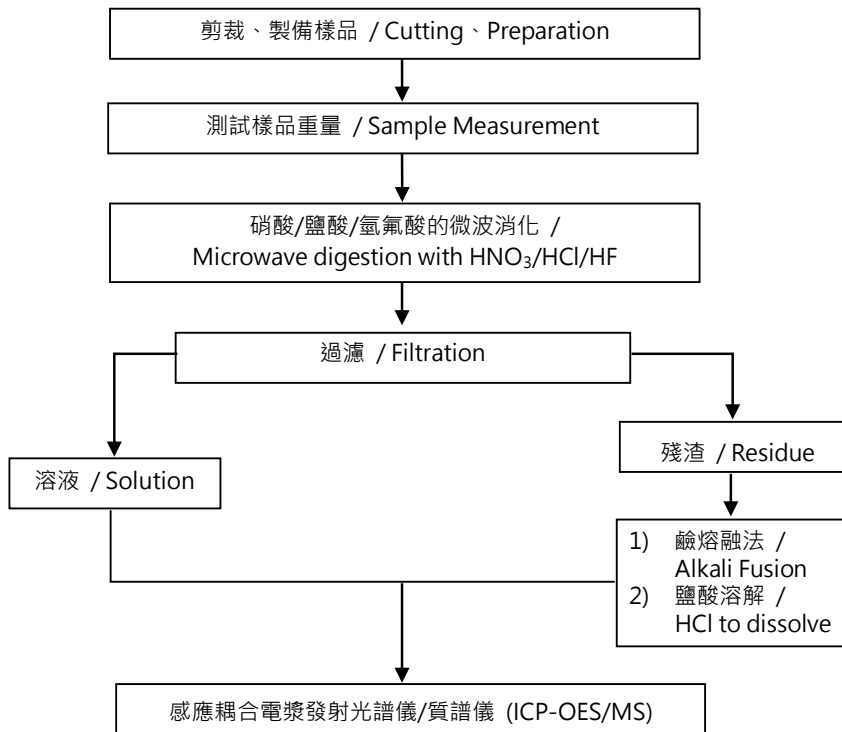 剪裁、製備樣品 / Cutting、Preparation
測試樣品重量 / Sample Measurement
硝酸/鹽酸/氫氟酸的微波消化 /
Microwave digestion with HNO₃/HCl/HF
過濾 / Filtration
溶液 / Solution
殘渣 / Residue
1) 鹼熔融法 /
Alkali Fusion
2) 鹽酸溶解 /
HCl to dissolve
感應耦合電漿發射光譜儀/质譜儀 (ICP-OES/MS)